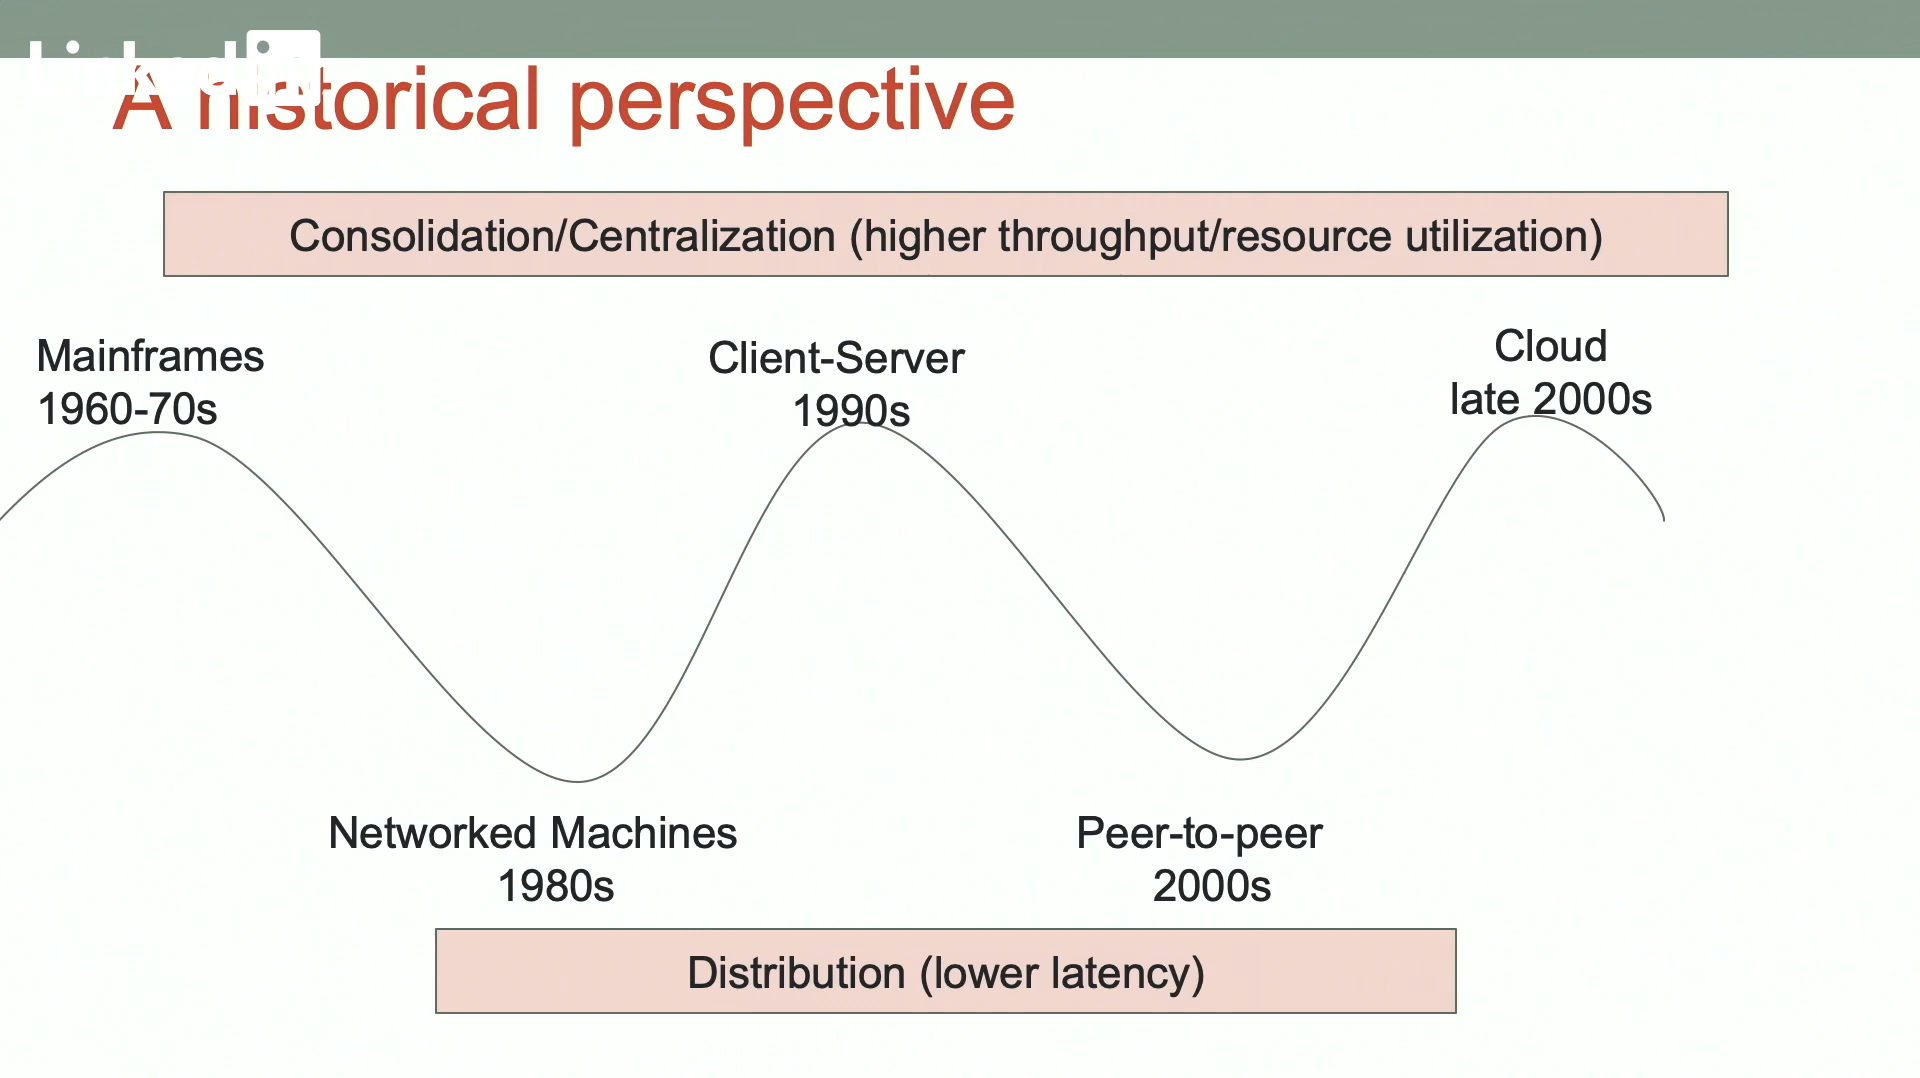 LinkedIn
A historical perspective
Consolidation/Centralization (higher throughput/resource utilization)
Mainframes
1960-70s
Client-Server
1990s
Cloud
late 2000s
Networked Machines
1980s
Peer-to-peer
2000s
Distribution (lower latency)